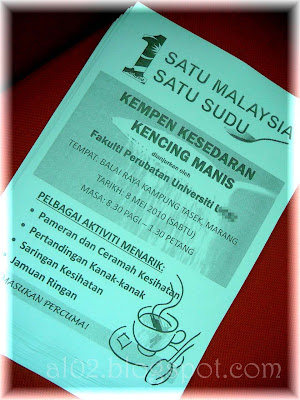 1
SATU MALAYSIA
SATU SUDU
KEMPEN KESEDARAN
KENCING MANIS
dianjurkan oleh
Fakulti Perubatan Universiti
TEMPAT: BALAI RAYA KAMPUNG TASEK, MARANG
TARIKH: 8 MEI 2010 (SABTU)
MASA: 8.30 PAGI – 4.30 PETANG
PELBAGAI AKTIVITI MENARIK:
• Pameran dan Ceramah Kesihatan
• Pertandingan Kanak-kanak
• Saringan Kesihatan
• Jamuan Ringan
MASUKAN PERCUMA!
al02.blogspot.com